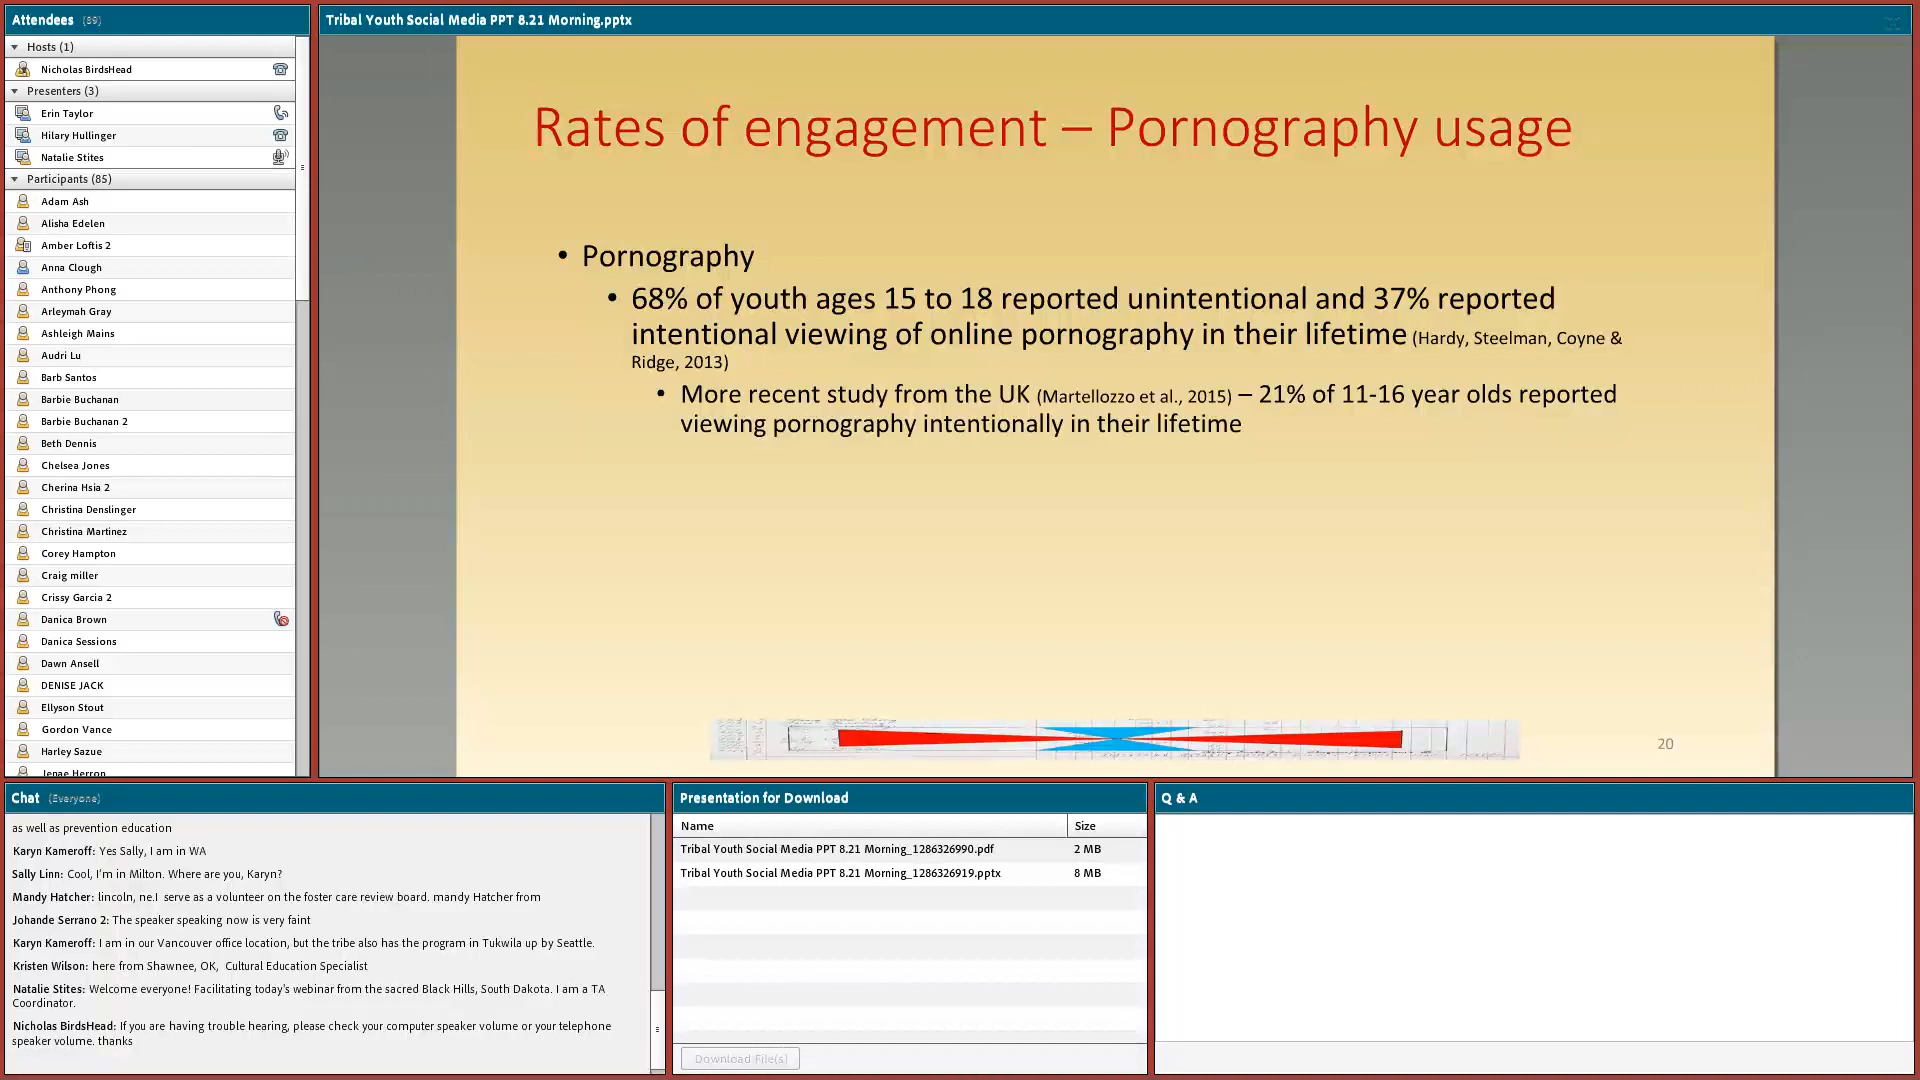 Attendees (89)
Hosts (1)
Nicholas BirdsHead
Presenters (3)
Erin Taylor
Hilary Hullinger
Natalie Stites
Participants (85)
Adam Ash
Alisha Edelen
Amber Loftis 2
Anna Clough
Anthony Phong
Arleymah Gray
Ashleigh Mains
Audri Lu
Barb Santos
Barbie Buchanan
Barbie Buchanan 2
Beth Dennis
Chelsea Jones
Cherina Hsia 2
Christina Denslinger
Christina Martinez
Corey Hampton
Craig miller
Crissy Garcia 2
Danica Brown
Danica Sessions
Dawn Ansell
DENISE JACK
Ellyson Stout
Gordon Vance
Harley Sazue
Jenae Herron
Tribal Youth Social Media PPT 8.21 Morning.pptx
Rates of engagement – Pornography usage
• Pornography
• 68% of youth ages 15 to 18 reported unintentional and 37% reported
intentional viewing of online pornography in their lifetime (Hardy, Steelman, Coyne &
Ridge, 2013)
• More recent study from the UK (Martellozzo et al., 2015) – 21% of 11-16 year olds reported
viewing pornography intentionally in their lifetime
20
Chat (Everyone)
as well as prevention education
Karyn Kameroff: Yes Sally, I am in WA
Sally Linn: Cool, I'm in Milton. Where are you, Karyn?
Mandy Hatcher: lincoln, ne.I serve as a volunteer on the foster care review board. mandy Hatcher from
Johande Serrano 2: The speaker speaking now is very faint
Karyn Kameroff: I am in our Vancouver office location, but the tribe also has the program in Tukwila up by Seattle.
Kristen Wilson: here from Shawnee, OK, Cultural Education Specialist
Natalie Stites: Welcome everyone! Facilitating today's webinar from the sacred Black Hills, South Dakota. I am a TA
Coordinator.
Nicholas BirdsHead: If you are having trouble hearing, please check your computer speaker volume or your telephone
speaker volume. thanks
Presentation for Download
Name Size
Tribal Youth Social Media PPT 8.21 Morning_1286326990.pdf 2 MB
Tribal Youth Social Media PPT 8.21 Morning_1286326919.pptx 8 MB
Download File(s)
Q & A